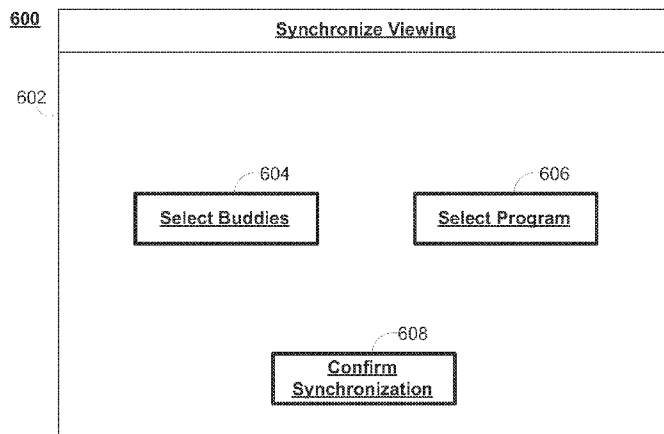 600
Synchronize Viewing
602
604
606
Select Buddies
Select Program
608
Confirm
Synchronization